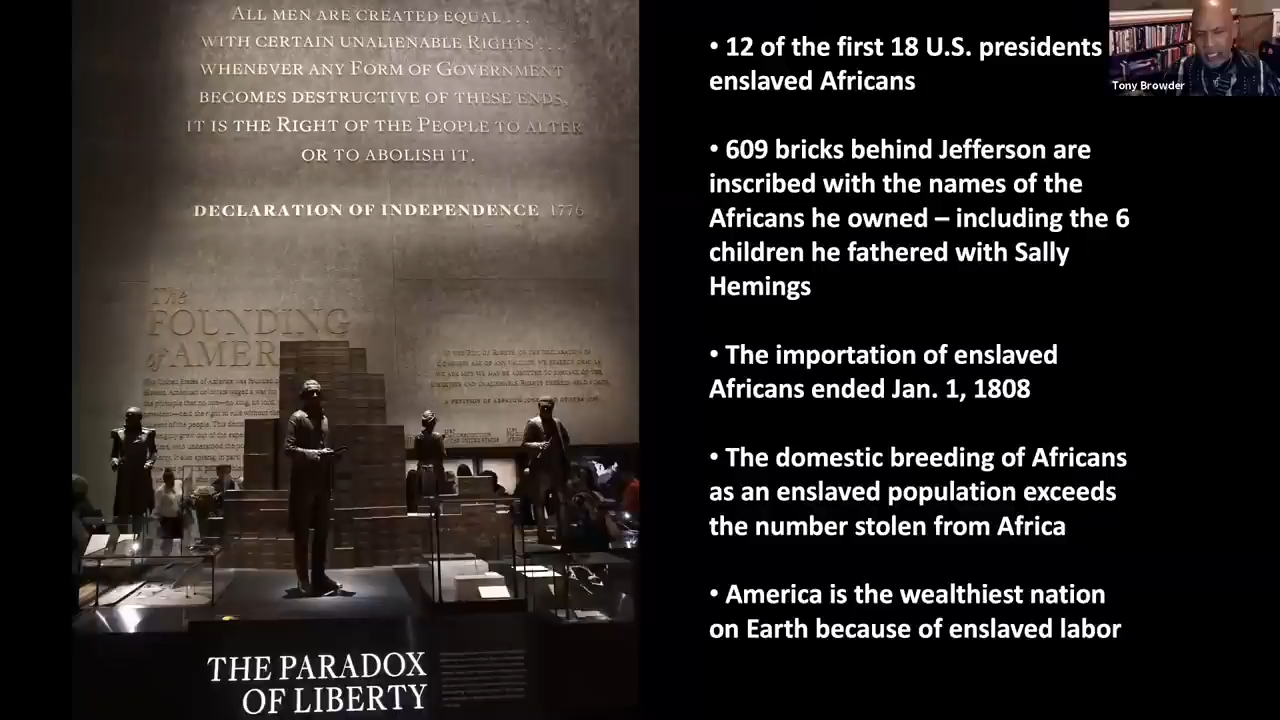 ALL MEN ARE CREATED EQUAL . . .
WITH CERTAIN UNALIENABLE RIGHTS . . .
WHENEVER ANY FORM OF GOVERNMENT
BECOMES DESTRUCTIVE OF THESE ENDS,
IT IS THE RIGHT OF THE PEOPLE TO ALTER
OR TO ABOLISH IT.
DECLARATION OF INDEPENDENCE 1776
The
FOUNDING
of AMER
THE PARADOX
OF LIBERTY
• 12 of the first 18 U.S. presidents
enslaved Africans
• 609 bricks behind Jefferson are
inscribed with the names of the
Africans he owned – including the 6
children he fathered with Sally
Hemings
• The importation of enslaved
Africans ended Jan. 1, 1808
• The domestic breeding of Africans
as an enslaved population exceeds
the number stolen from Africa
• America is the wealthiest nation
on Earth because of enslaved labor
Tony Browder